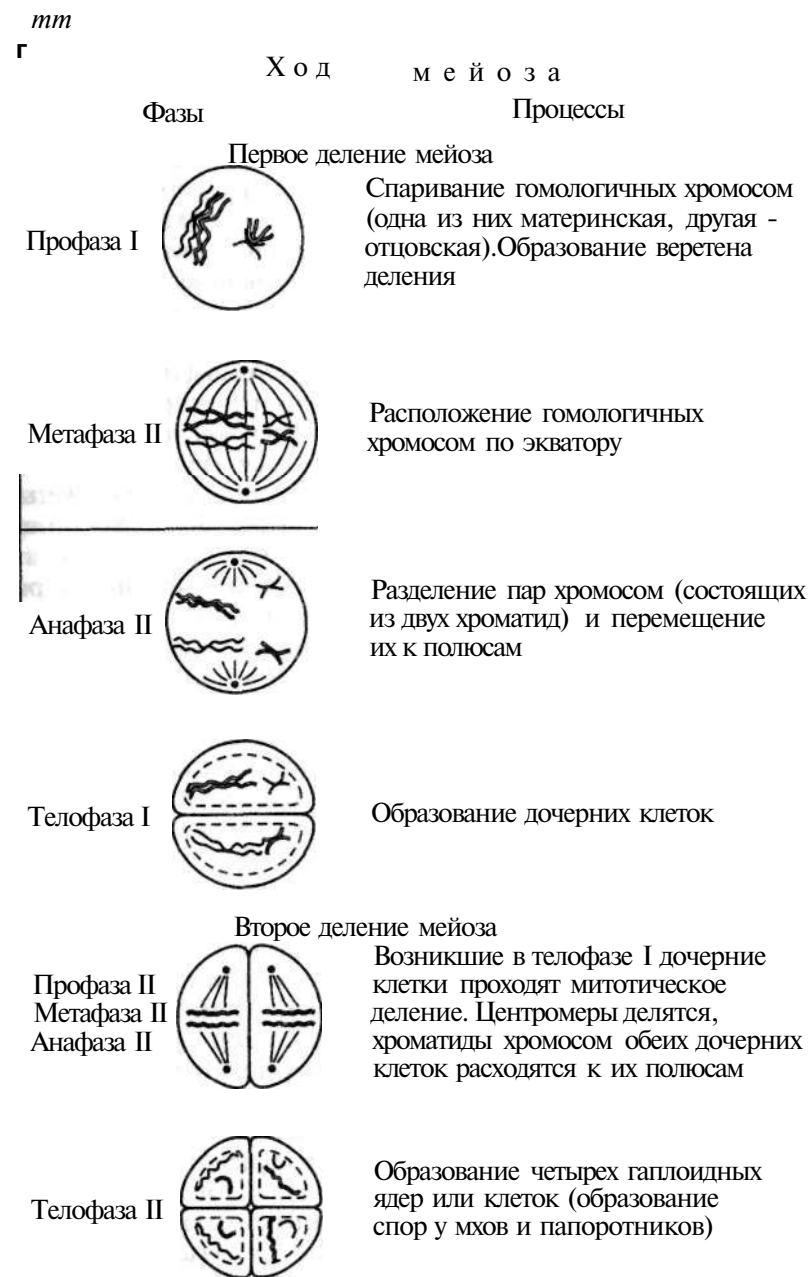 mm
г
Ход мейоза
Фазы Процессы
Первое деление мейоза
Профаза I
Спаривание гомологичных хромосом
(одна из них материнская, другая -
отцовская).Образование веретена
деления
Метафаза II
Расположение гомологичных
хромосом по экватору
Анафаза II
Разделение пар хромосом (состоящих
из двух хроматид) и перемещение
их к полюсам
Телофаза I
Образование дочерних клеток
Второе деление мейоза
Профаза II
Метафаза II
Анафаза II
Возникшие в телофазе I дочерние
клетки проходят митотическое
деление. Центромеры делятся,
хроматиды хромосом обеих дочерних
клеток расходятся к их полюсам
Телофаза II
Образование четырех гаплоидных
ядер или клеток (образование
спор у мхов и папоротников)